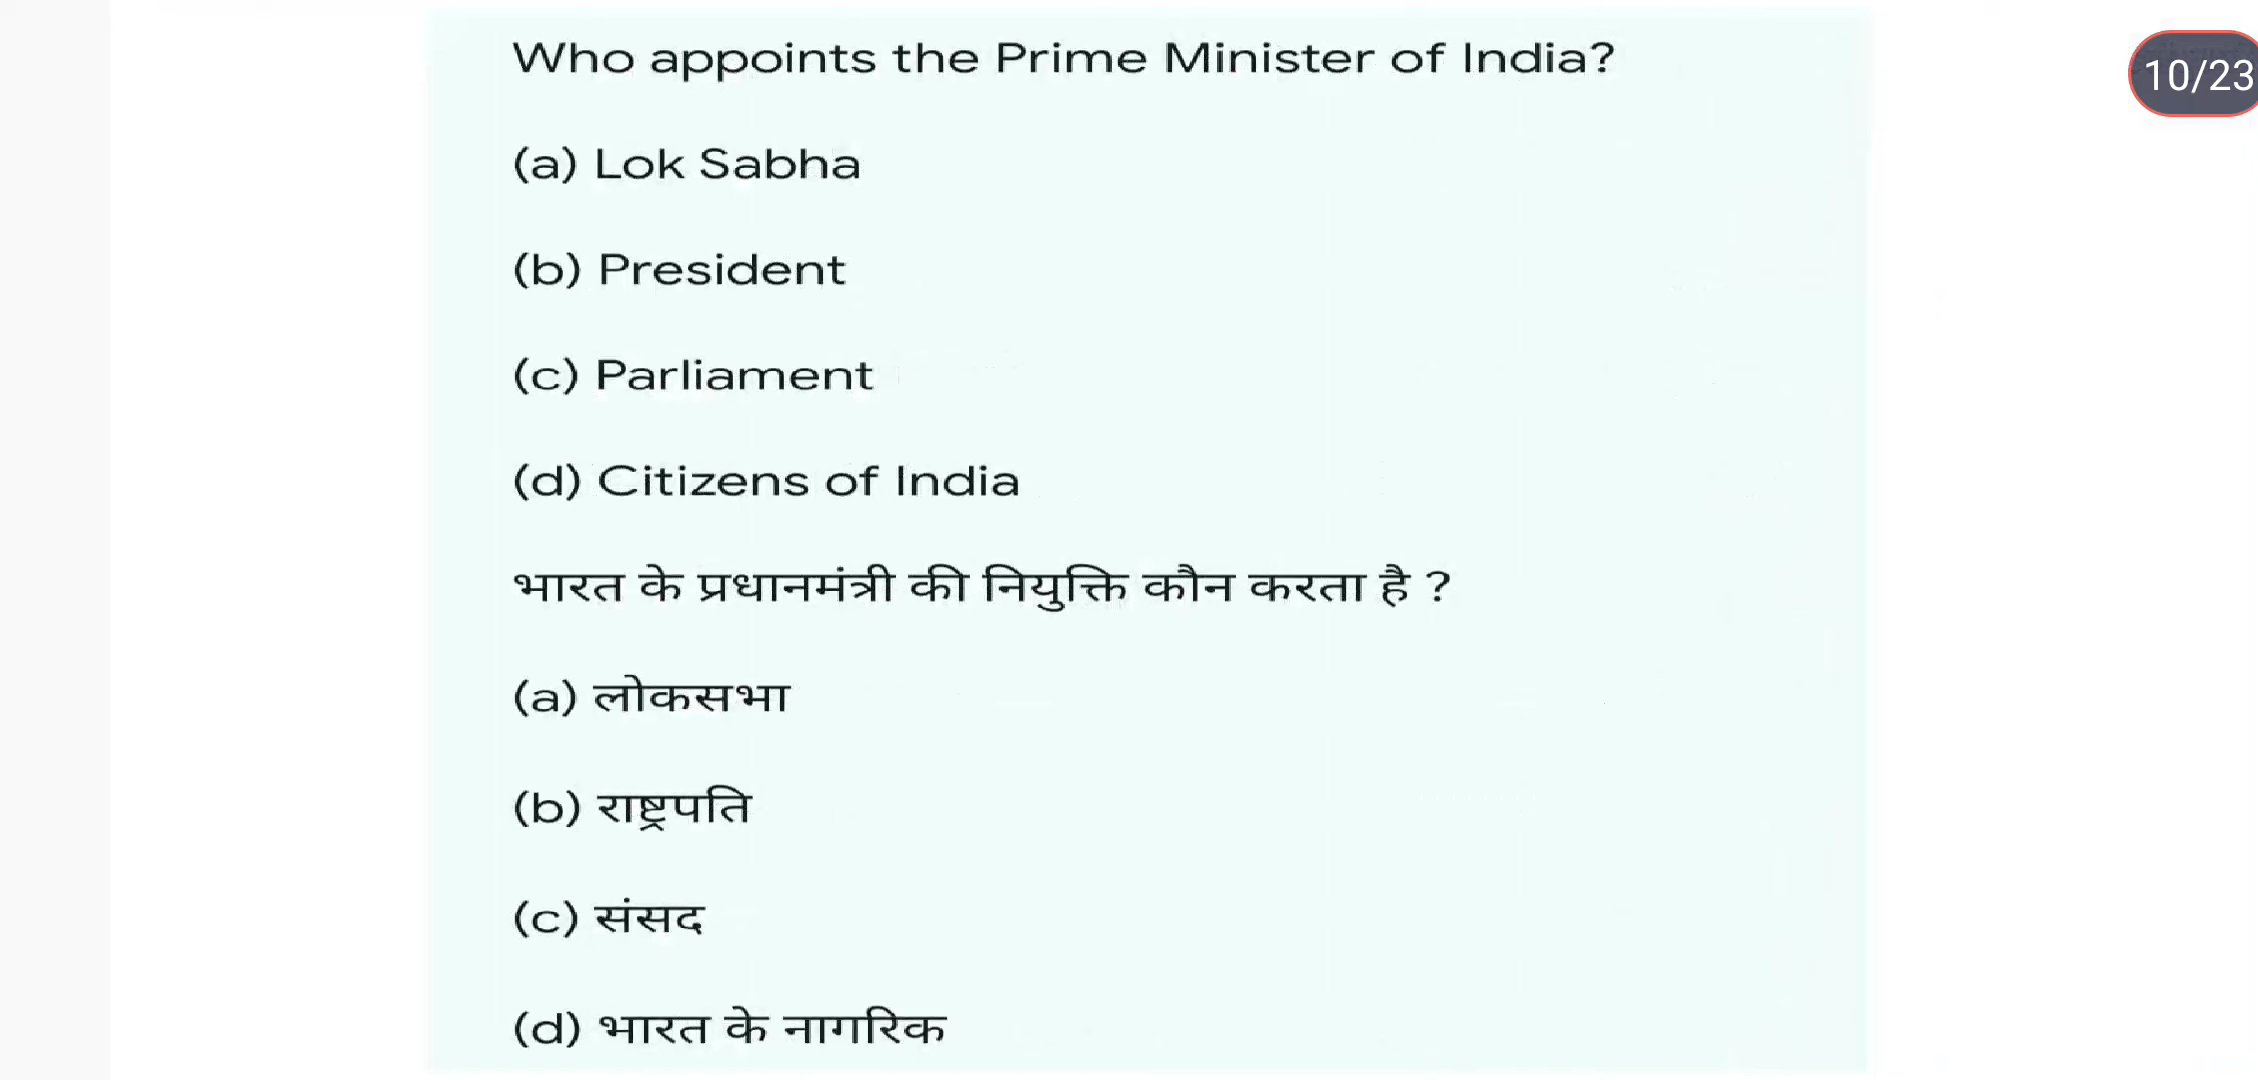 Who appoints the Prime Minister of India?
10/23
(a) Lok Sabha
(b) President
(c) Parliament
(d) Citizens of India
भारत के प्रधानमंत्री की नियुक्ति कौन करता है ?
(a) लोकसभा
(b) राष्ट्रपति
(c) संसद
(d) भारत के नागरिक